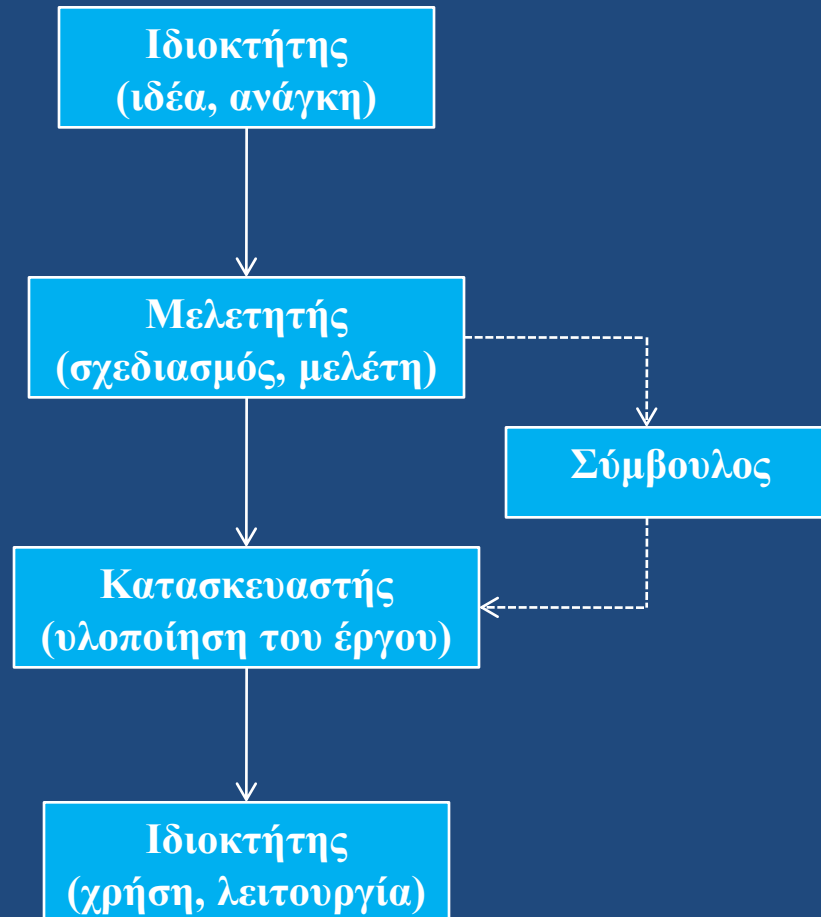 Ιδιοκτήτης
(ιδέα, ανάγκη)
Μελετητής
(σχεδιασμός, μελέτη)
Σύμβουλος
Κατασκευαστής
(υλοποίηση του έργου)
Ιδιοκτήτης
(χρήση, λειτουργία)